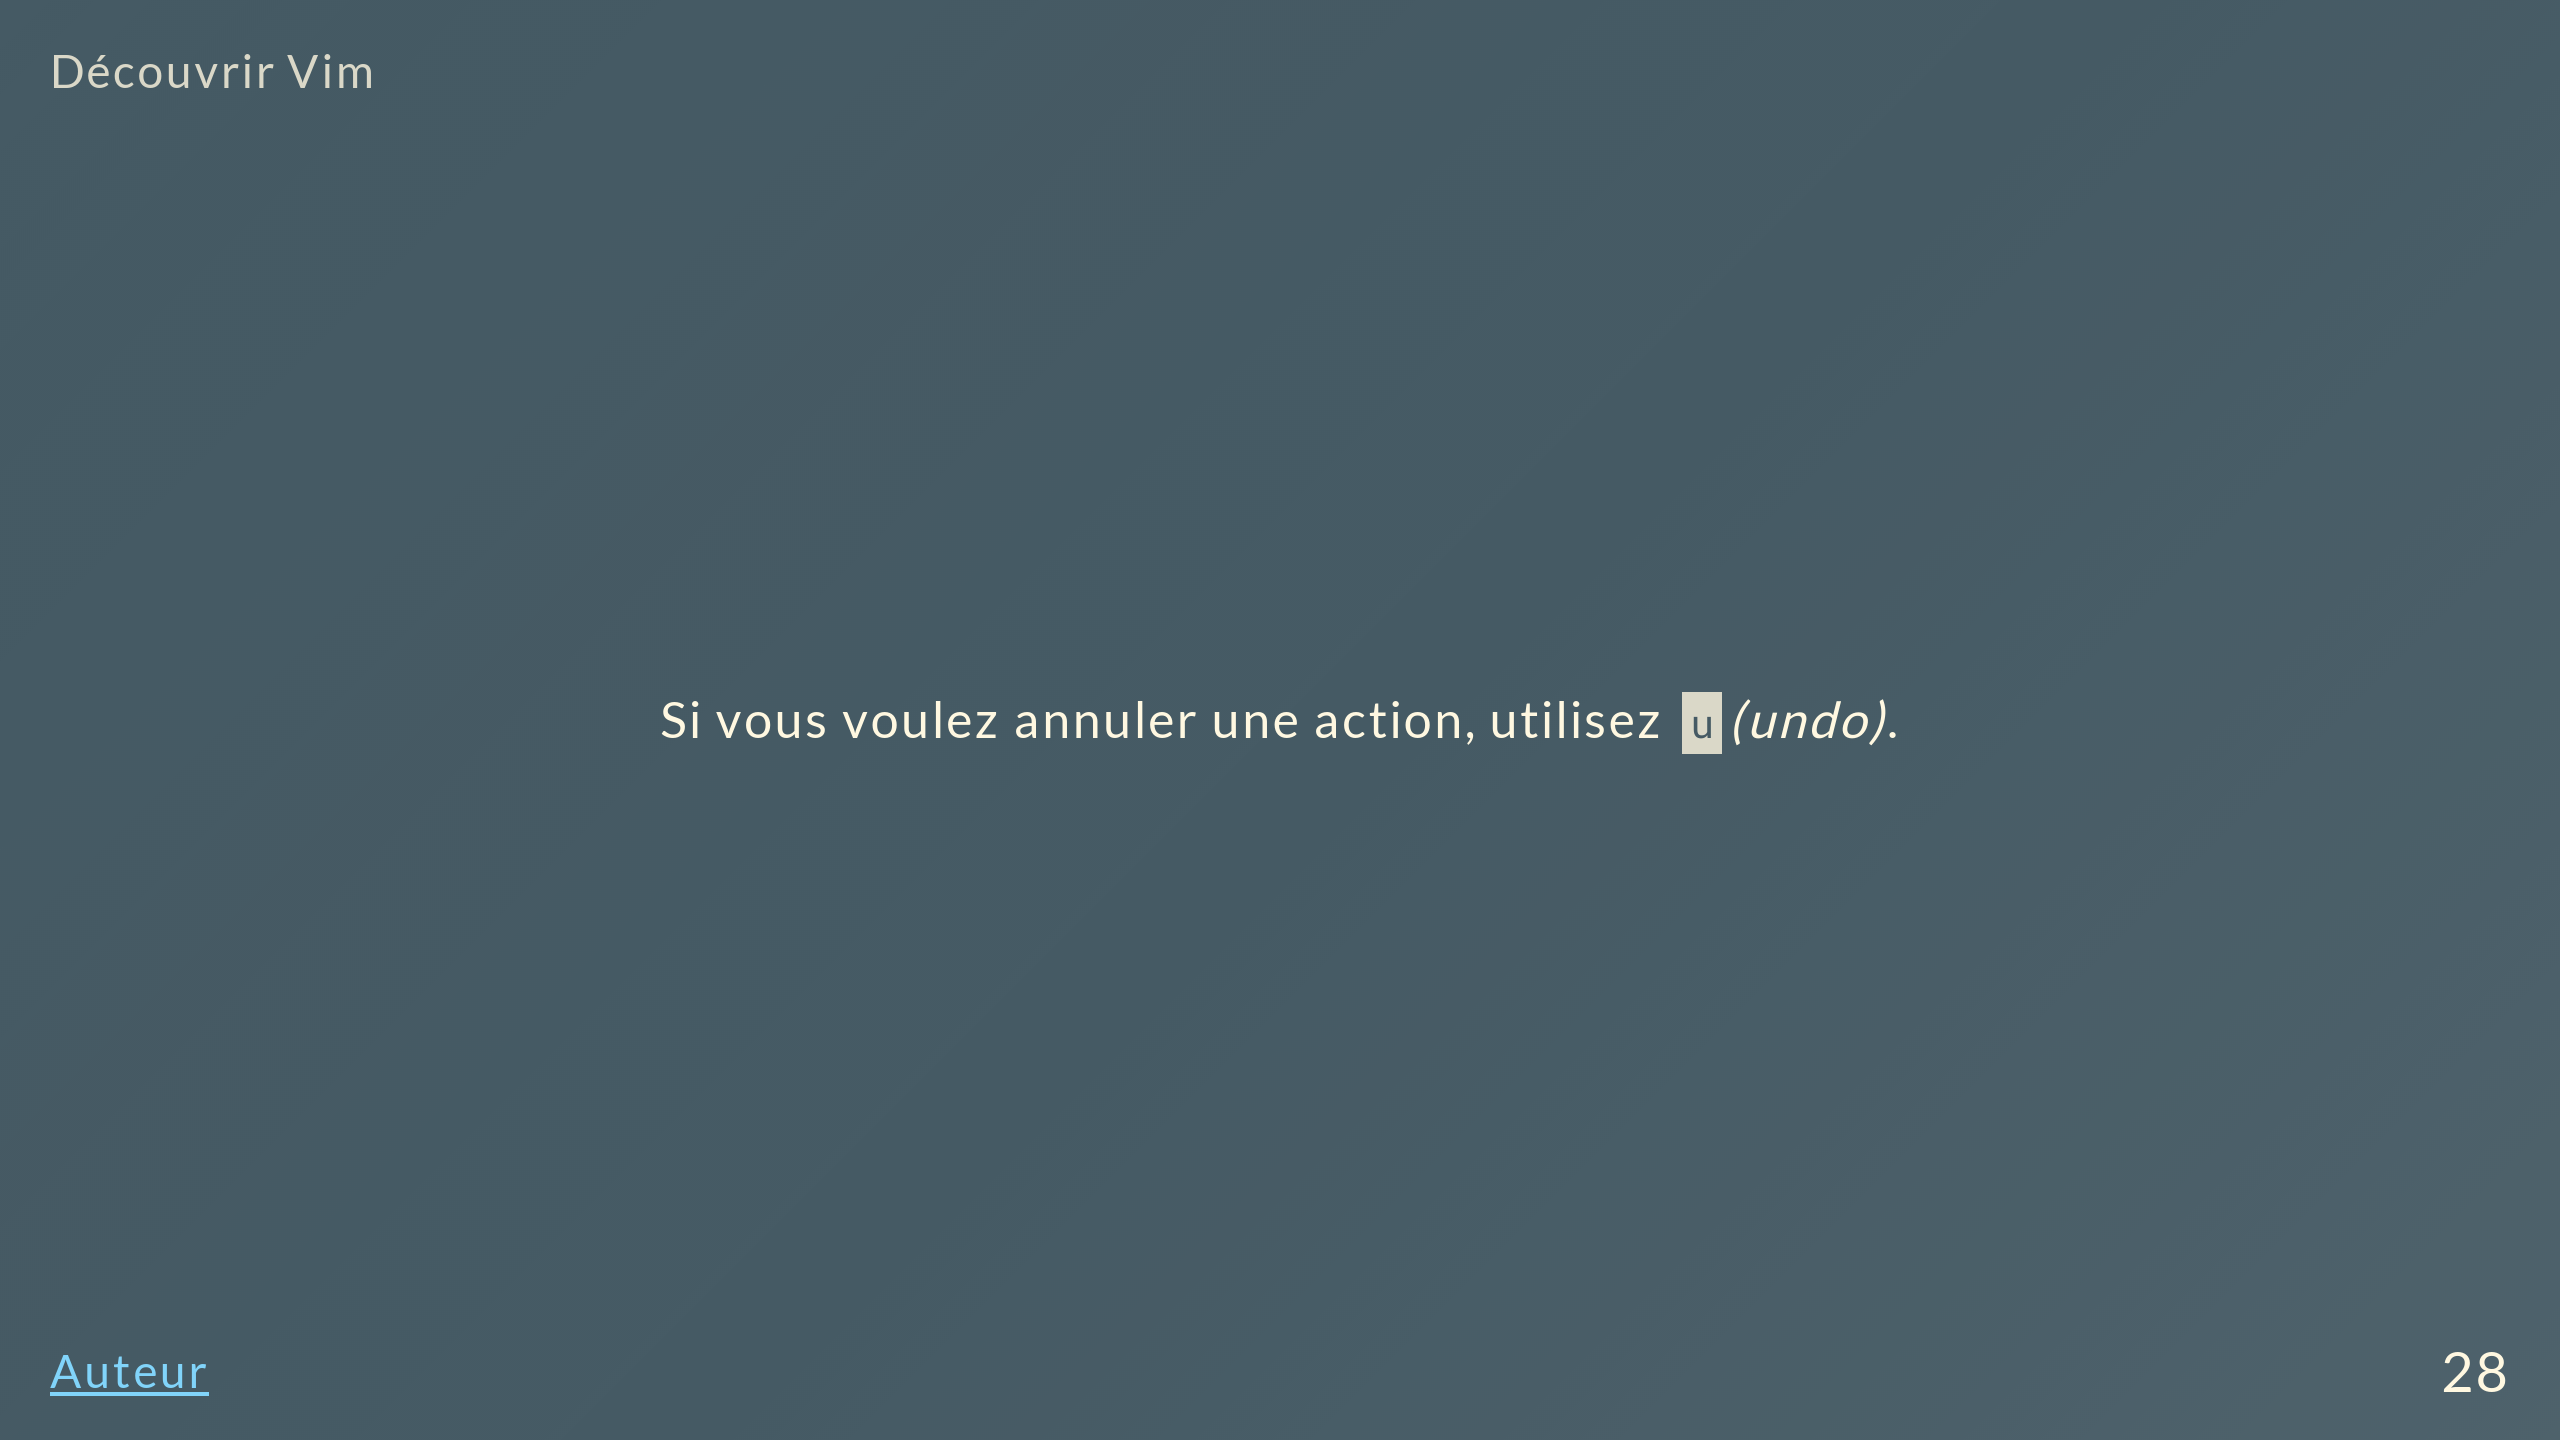 Découvrir Vim
Si vous voulez annuler une action, utilisez u (undo).
Auteur
28